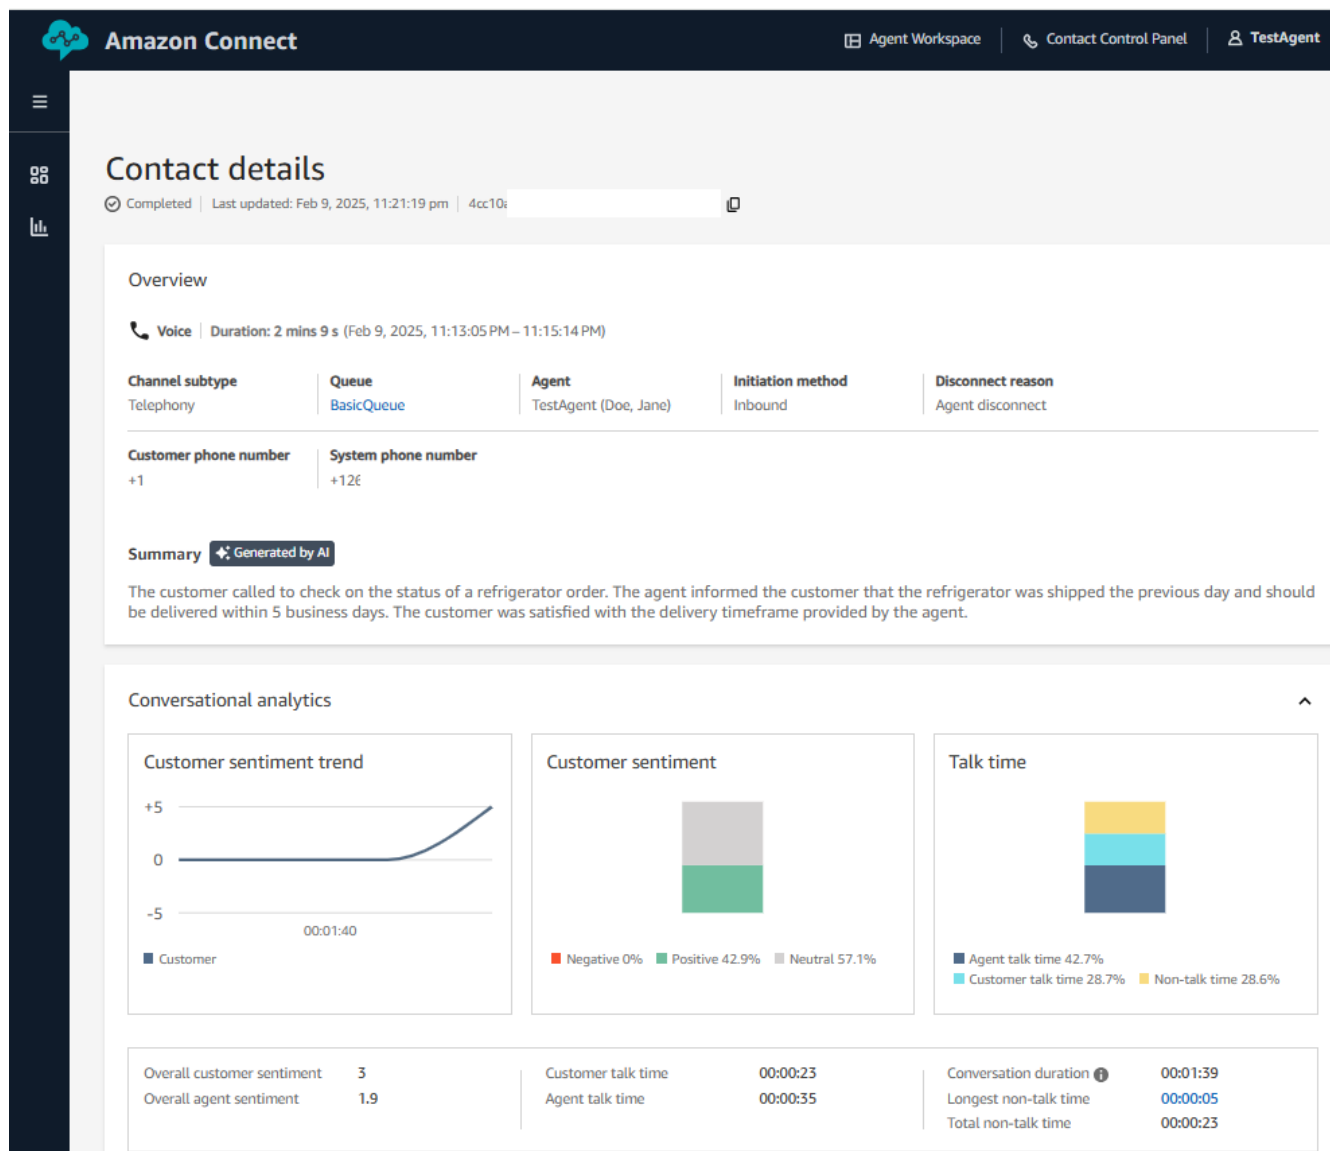 Amazon Connect
Agent Workspace
Contact Control Panel
TestAgent
Contact details
Completed
Last updated: Feb 9, 2025, 11:21:19 pm
Overview
Voice
Duration: 2 mins 9 s (Feb 9, 2025, 11:13:05 PM – 11:15:14 PM)
Channel subtype
Telephony
Queue
BasicQueue
Agent
TestAgent (Doe, Jane)
Initiation method
Inbound
Disconnect reason
Agent disconnect
Customer phone number
+1
System phone number
Summary
Generated by AI
The customer called to check on the status of a refrigerator order. The agent informed the customer that the refrigerator was shipped the previous day and should
be delivered within 5 business days. The customer was satisfied with the delivery timeframe provided by the agent.
Conversational analytics
Customer sentiment trend
+5
0
-5
00:01:40
Customer
Customer sentiment
Negative 0% Positive 42.9% Neutral 57.1%
Talk time
Agent talk time 42.7%
Customer talk time 28.7% Non-talk time 28.6%
Overall customer sentiment 3
Overall agent sentiment 1.9
Customer talk time 00:00:23
Agent talk time 00:00:35
Conversation duration 00:01:39
Longest non-talk time 00:00:05
Total non-talk time 00:00:23